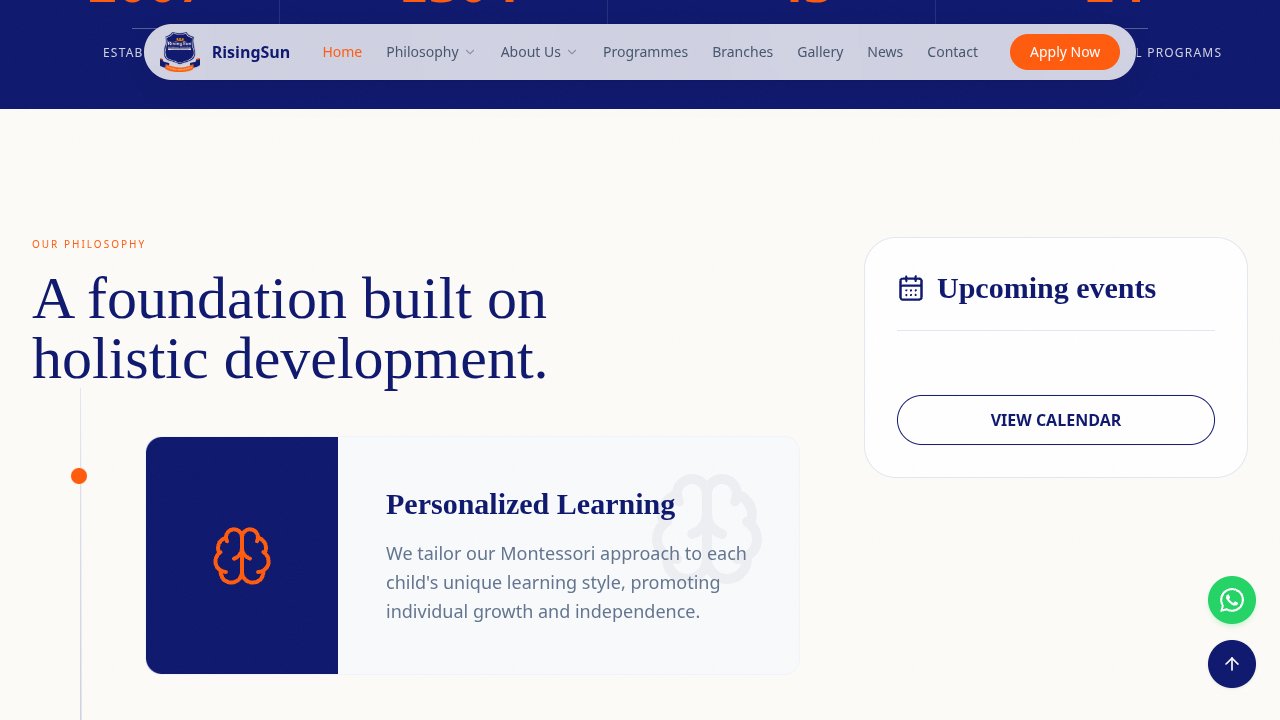 RisingSun
Home
Philosophy
About Us
Programmes
Branches
Gallery
News
Contact
Apply Now
ESTAB
L PROGRAMS
OUR PHILOSOPHY
A foundation built on
holistic development.
Upcoming events
VIEW CALENDAR
Personalized Learning
We tailor our Montessori approach to each
child's unique learning style, promoting
individual growth and independence.